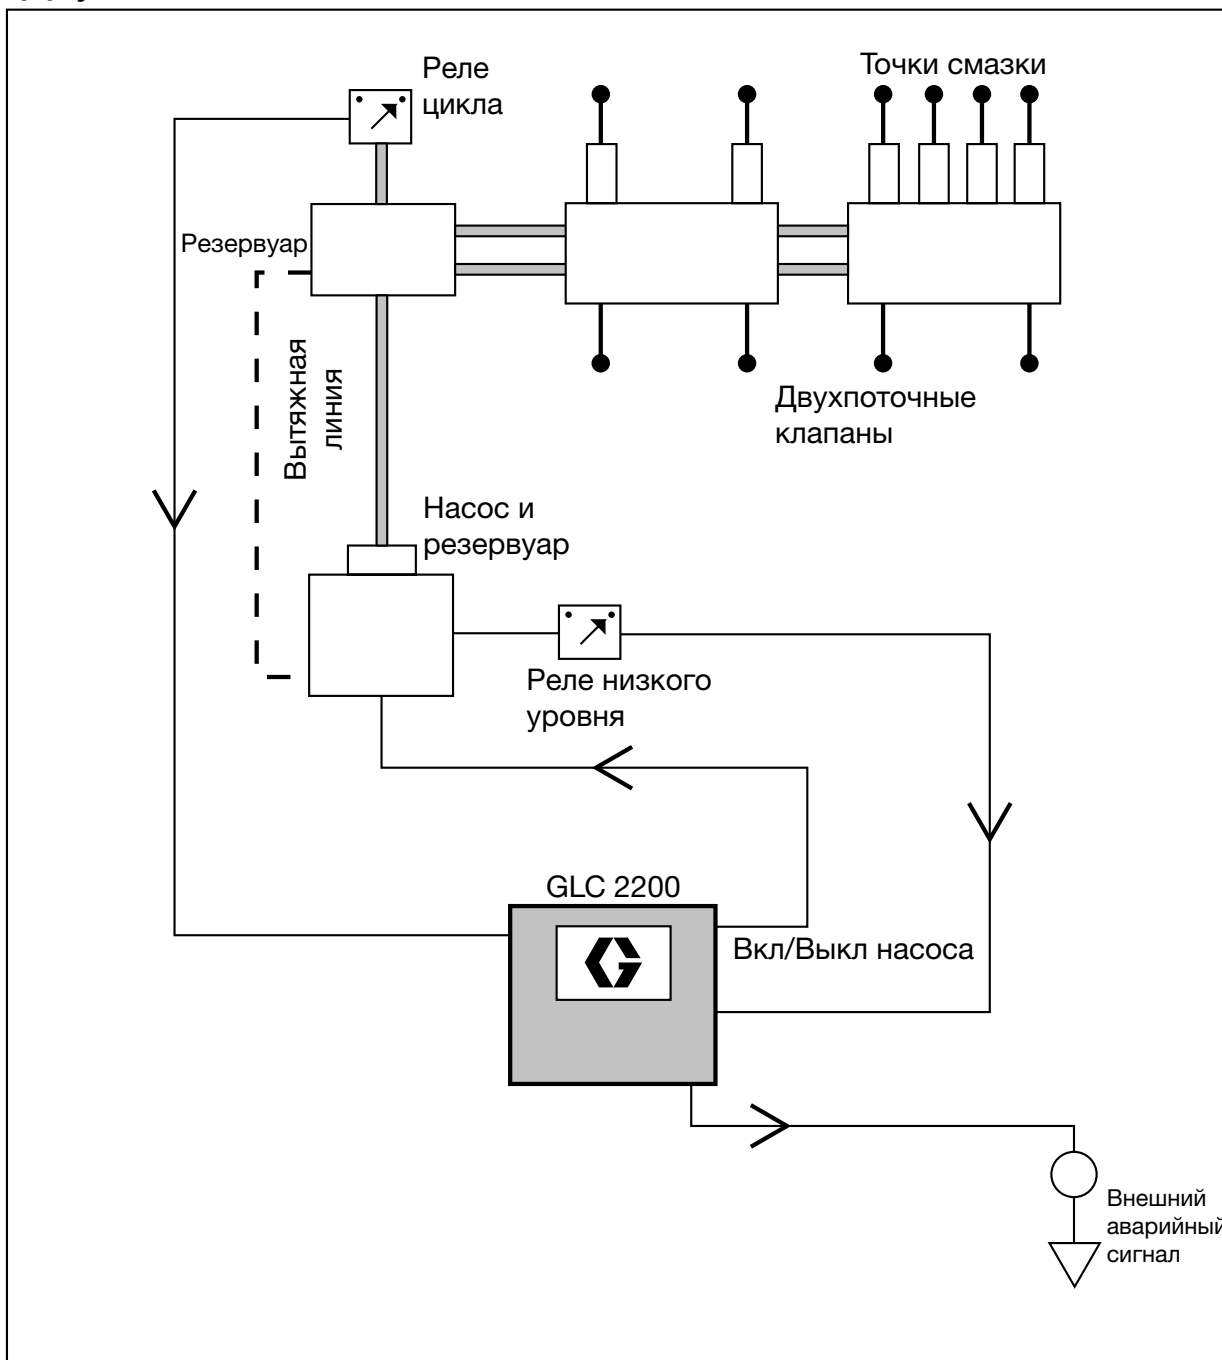 Реле
цикла
Точки смазки
Резервуар
Вытяжная
линия
Двухпоточные
клапаны
Насос и
резервуар
Реле низкого
уровня
GLC 2200
Вкл/Выкл насоса
Внешний
аварийный
сигнал